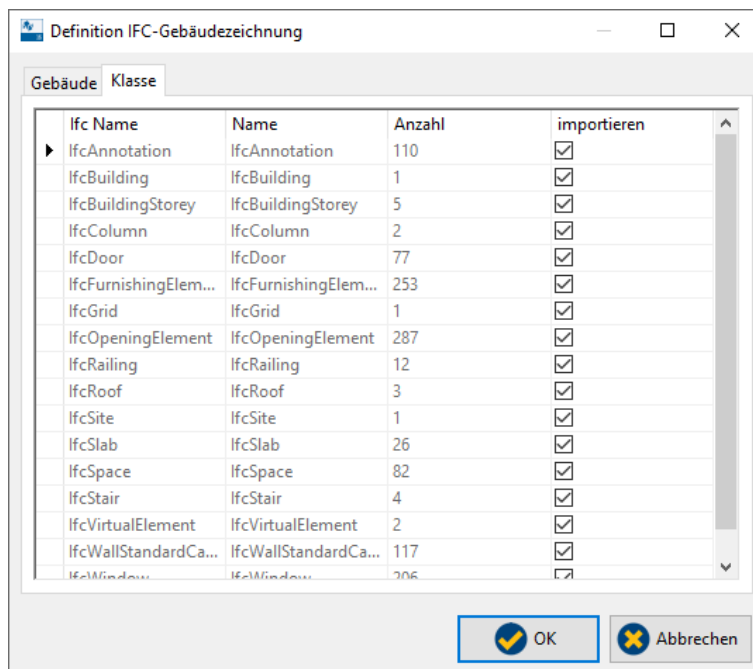 Definition IFC-Gebäudezeichnung
Gebäude Klasse
Ifc Name Name Anzahl importieren
IfcAnnotation IfcAnnotation 110
IfcBuilding IfcBuilding 1
IfcBuildingStorey IfcBuildingStorey 5
IfcColumn IfcColumn 2
IfcDoor IfcDoor 77
IfcFurnishingElem... IfcFurnishingElem... 253
IfcGrid IfcGrid 1
IfcOpeningElement IfcOpeningElement 287
IfcRailing IfcRailing 12
IfcRoof IfcRoof 3
IfcSite IfcSite 1
IfcSlab IfcSlab 26
IfcSpace IfcSpace 82
IfcStair IfcStair 4
IfcVirtualElement IfcVirtualElement 2
IfcWallStandardCa... IfcWallStandardCa... 117
IfcWindow IfcWindow 206
OK Abbrechen